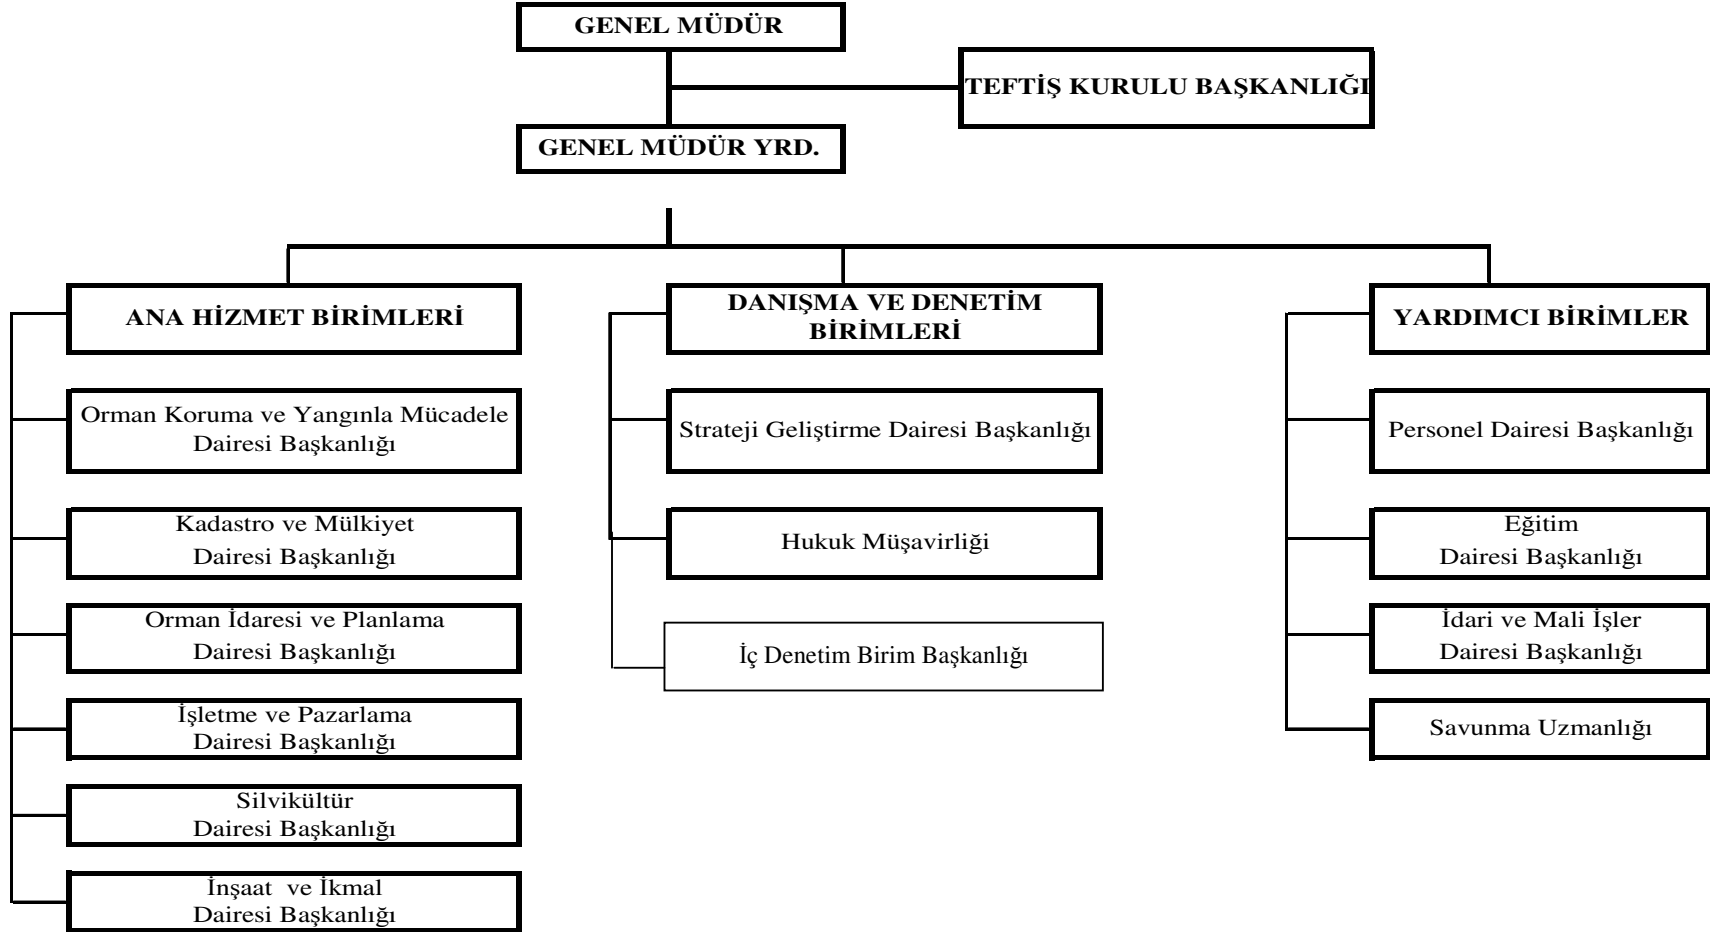 GENEL MÜDÜR
TEFTİŞ KURULU BAŞKANLIĞI
GENEL MÜDÜR YRD.
ANA HİZMET BİRİMLERİ
Orman Koruma ve Yangınla Mücadele
Dairesi Başkanlığı
Kadastro ve Mülkiyet
Dairesi Başkanlığı
Orman İdaresi ve Planlama
Dairesi Başkanlığı
İşletme ve Pazarlama
Dairesi Başkanlığı
Silvikültür
Dairesi Başkanlığı
İnşaat ve İkmal
Dairesi Başkanlığı
DANIŞMA VE DENETİM
BİRİMLERİ
Strateji Geliştirme Dairesi Başkanlığı
Hukuk Müşavirliği
İç Denetim Birim Başkanlığı
YARDIMCI BİRİMLER
Personel Dairesi Başkanlığı
Eğitim
Dairesi Başkanlığı
İdari ve Mali İşler
Dairesi Başkanlığı
Savunma Uzmanlığı